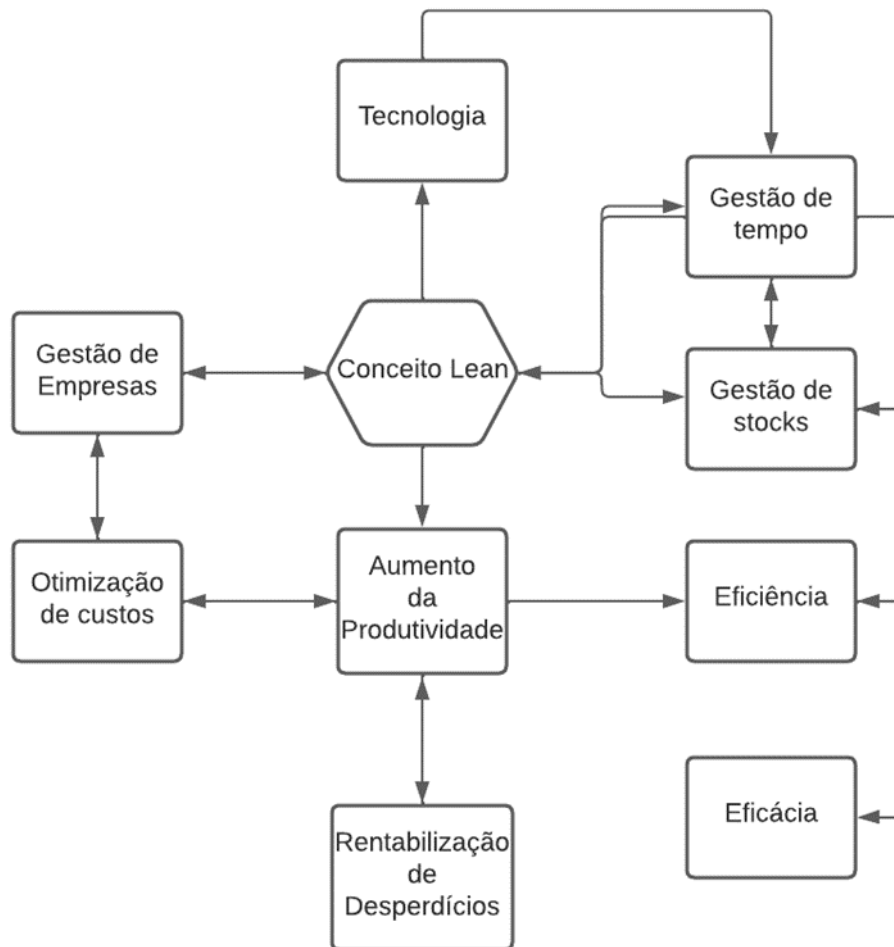 Tecnologia
Gestão de
tempo
Gestão de
Empresas
Conceito Lean
Gestão de
stocks
Otimização
de custos
Aumento
da
Produtividade
Eficiência
Eficácia
Rentabilização
de
Desperdícios